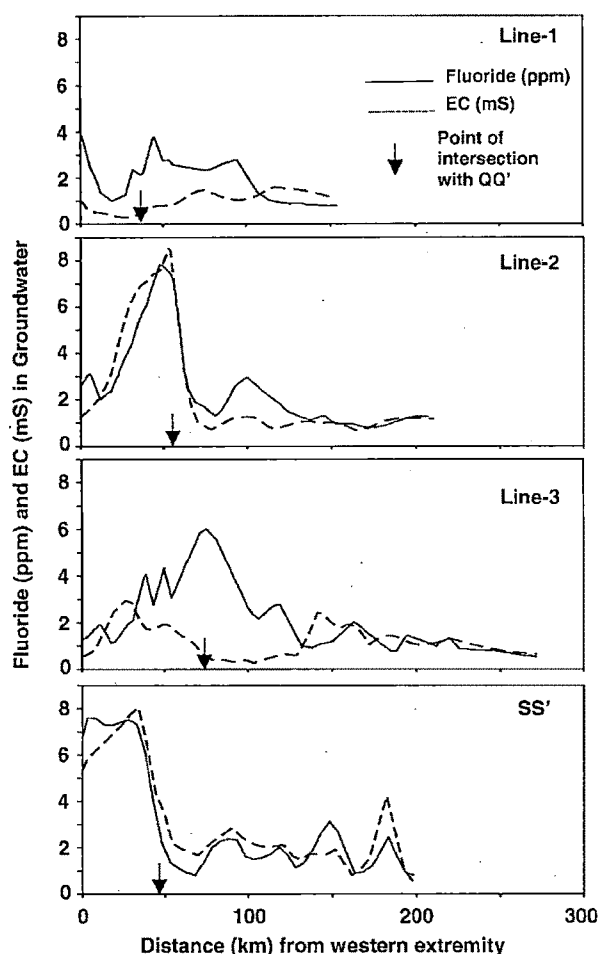 8
6
4
2
0
Line-1
Fluoride (ppm)
EC (mS)
Point of
intersection
with QQ'
8
6
4
2
0
Line-2
8
6
4
2
0
Line-3
8
6
4
2
0
SS'
0
100
200
300
Fluoride (ppm) and EC (mS) in Groundwater
Distance (km) from western extremity